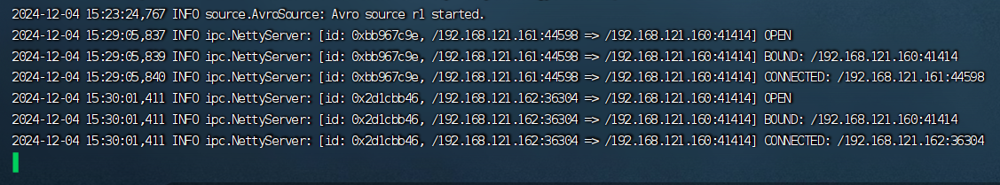 2024-12-04 15:23:24,767 INFO source.AvroSource: Avro source r1 started.
2024-12-04 15:29:05,837 INFO ipc.NettyServer: [id: 0xbb967c9e, /192.168.121.161:44598 => /192.168.121.160:41414] OPEN
2024-12-04 15:29:05,839 INFO ipc.NettyServer: [id: 0xbb967c9e, /192.168.121.161:44598 => /192.168.121.160:41414] BOUND: /192.168.121.160:41414
2024-12-04 15:29:05,840 INFO ipc.NettyServer: [id: 0xbb967c9e, /192.168.121.161:44598 => /192.168.121.160:41414] CONNECTED: /192.168.121.161:44598
2024-12-04 15:30:01,411 INFO ipc.NettyServer: [id: 0x2d1cbb46, /192.168.121.162:36304 => /192.168.121.160:41414] OPEN
2024-12-04 15:30:01,411 INFO ipc.NettyServer: [id: 0x2d1cbb46, /192.168.121.162:36304 => /192.168.121.160:41414] BOUND: /192.168.121.160:41414
2024-12-04 15:30:01,411 INFO ipc.NettyServer: [id: 0x2d1cbb46, /192.168.121.162:36304 => /192.168.121.160:41414] CONNECTED: /192.168.121.162:36304